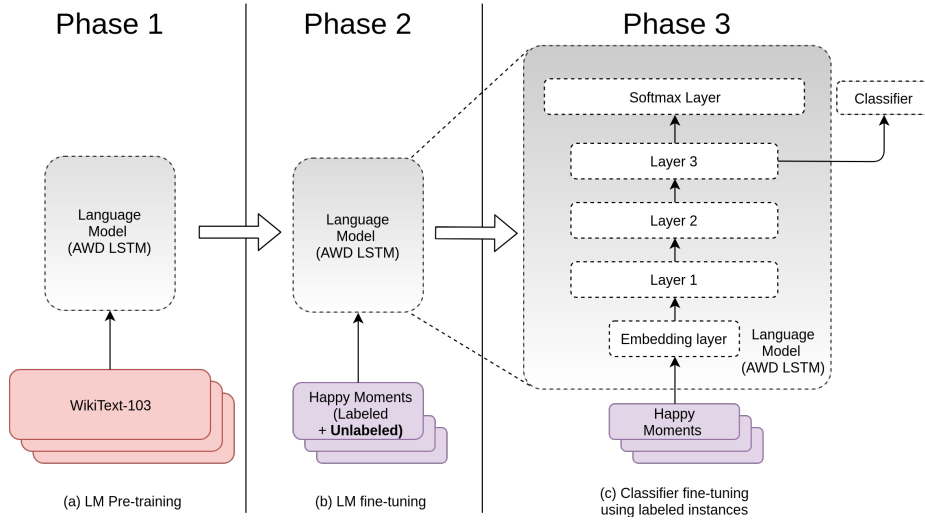 Phase 1
Phase 2
Phase 3
Softmax Layer
Classifier
Layer 3
Language
Model
(AWD LSTM)
Language
Model
(AWD LSTM)
Layer 2
Layer 1
Embedding layer
Language
Model
(AWD LSTM)
WikiText-103
Happy Moments
(Labeled
+ Unlabeled)
Happy
Moments
(a) LM Pre-training
(b) LM fine-tuning
(c) Classifier fine-tuning
using labeled instances